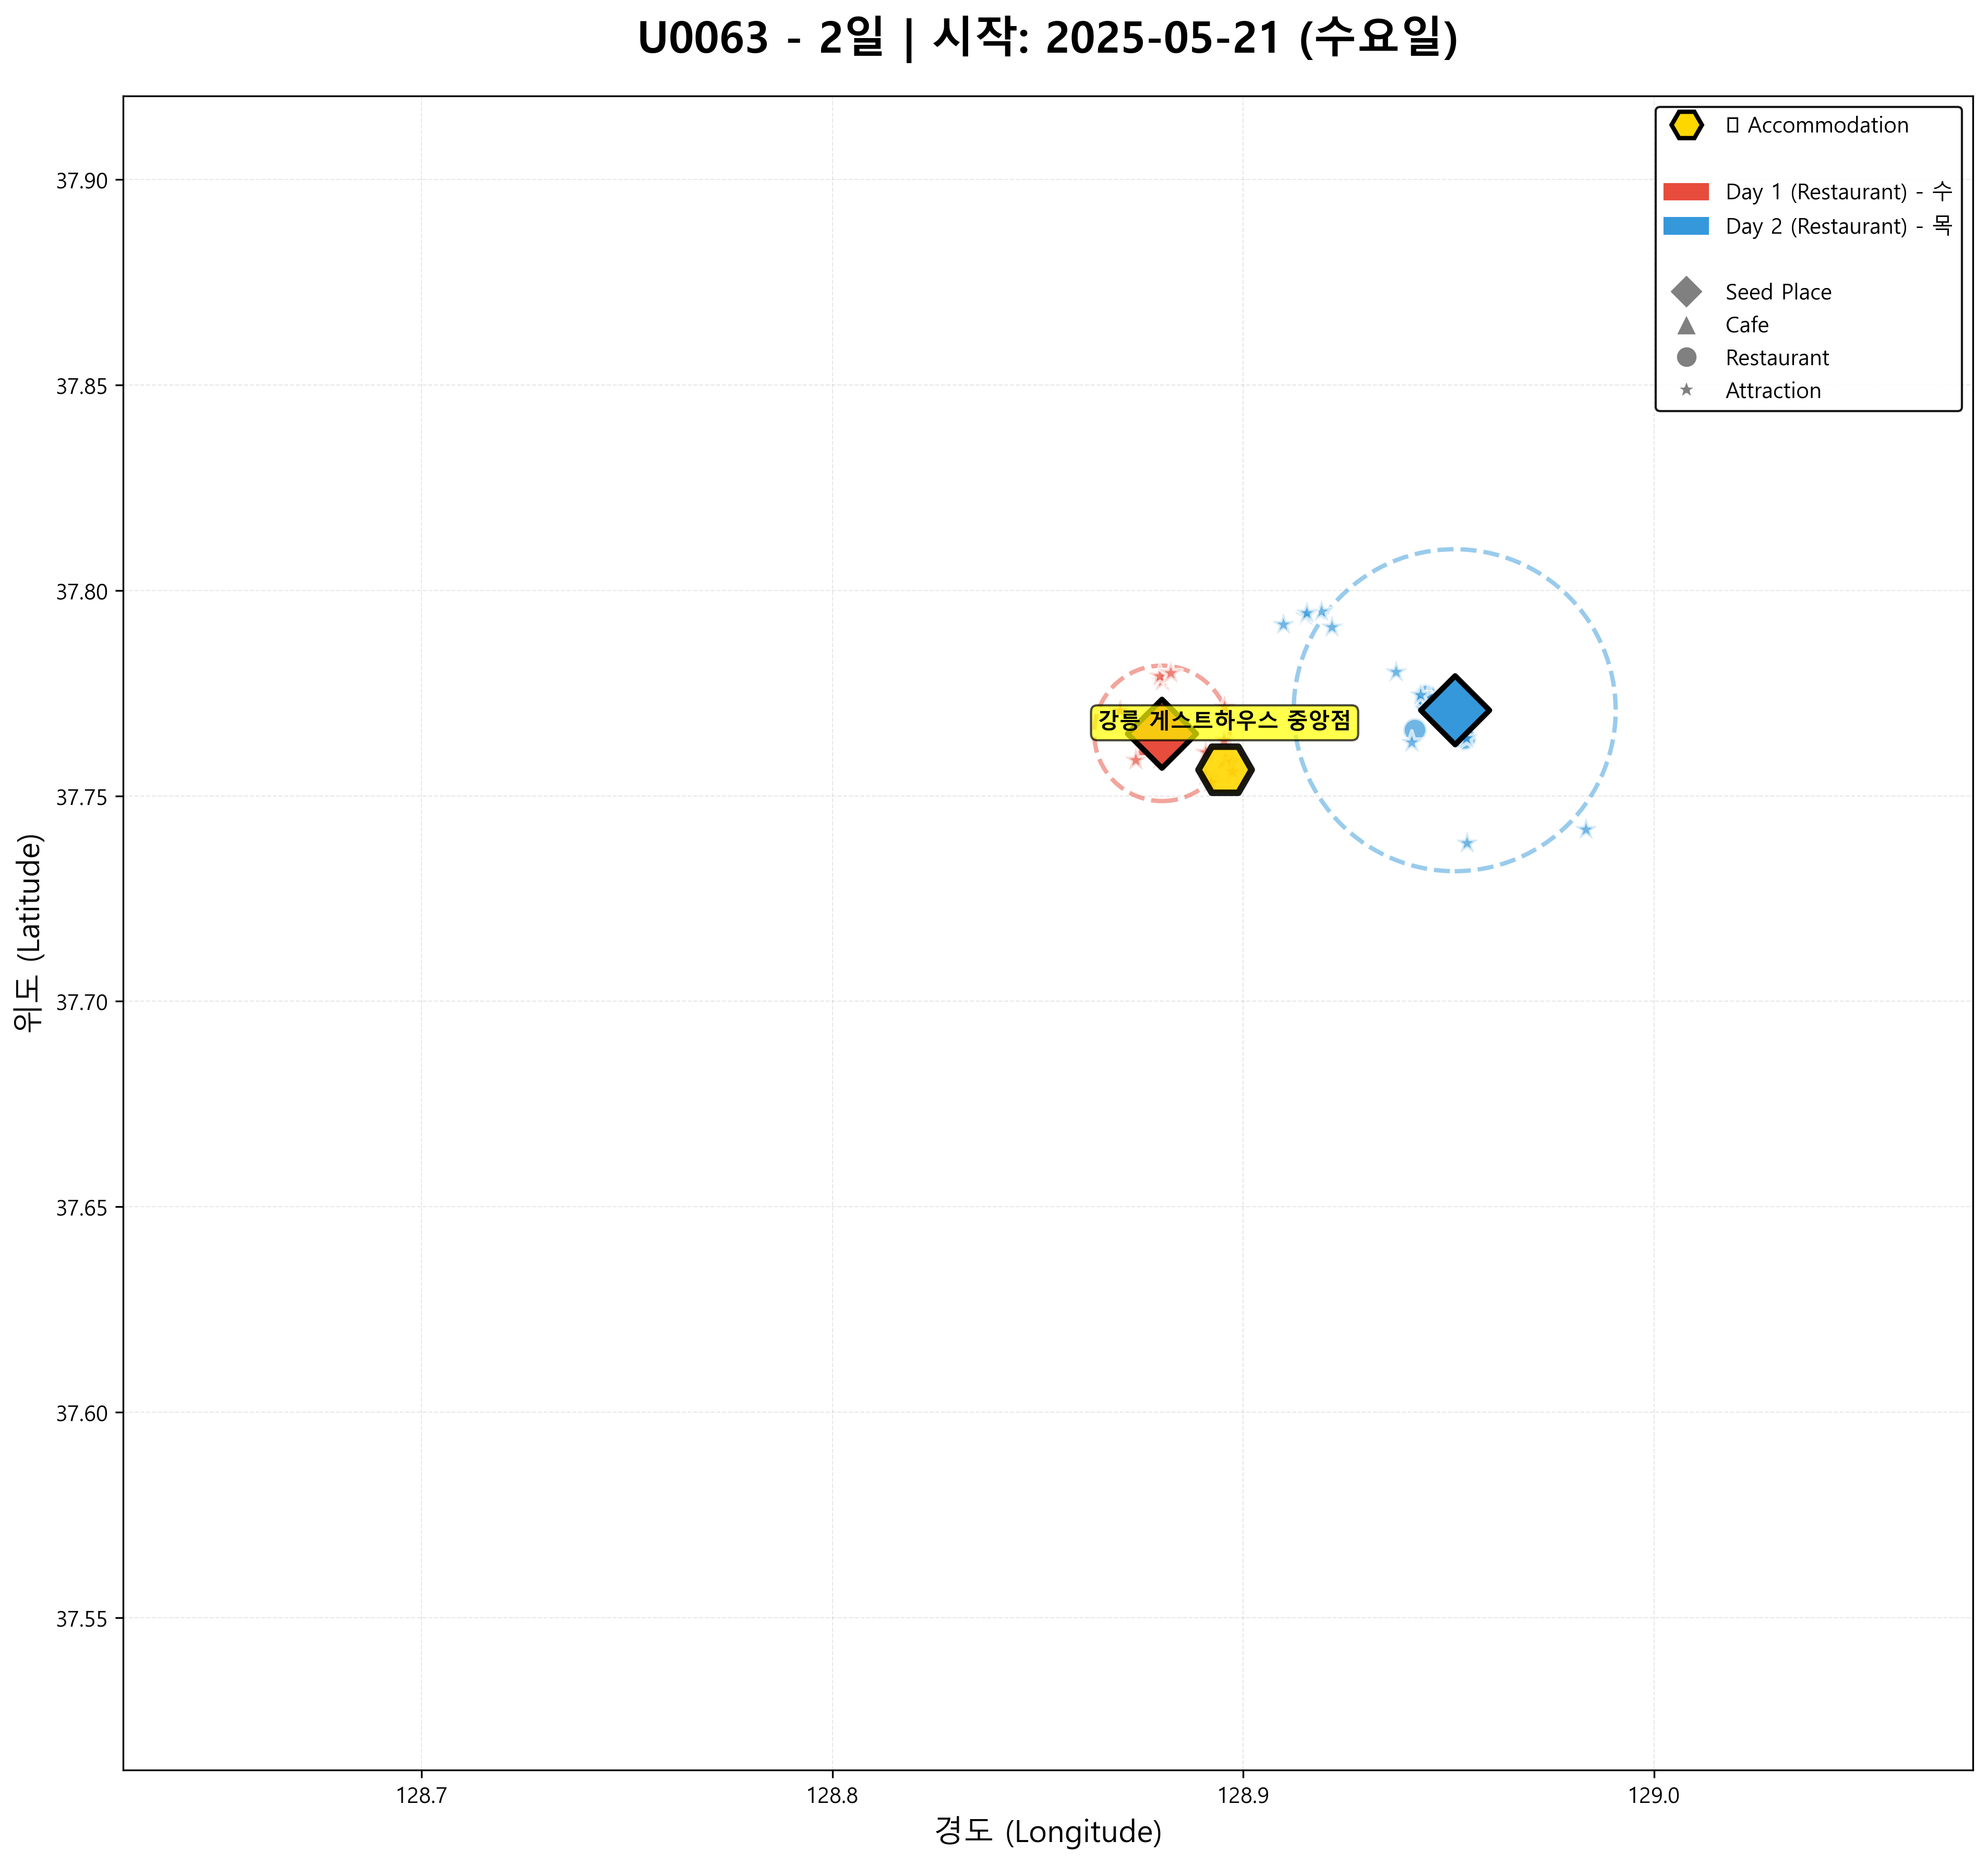 U0063 - 2일 | 시작: 2025-05-21 (수요일)
Accommodation
Day 1 (Restaurant) - 수
Day 2 (Restaurant) - 목
Seed Place
Cafe
Restaurant
Attraction
37.90
37.85
37.80
37.75
37.70
37.65
37.60
37.55
위도 (Latitude)
강릉 게스트하우스 중앙점
128.7
128.8
128.9
129.0
경도 (Longitude)